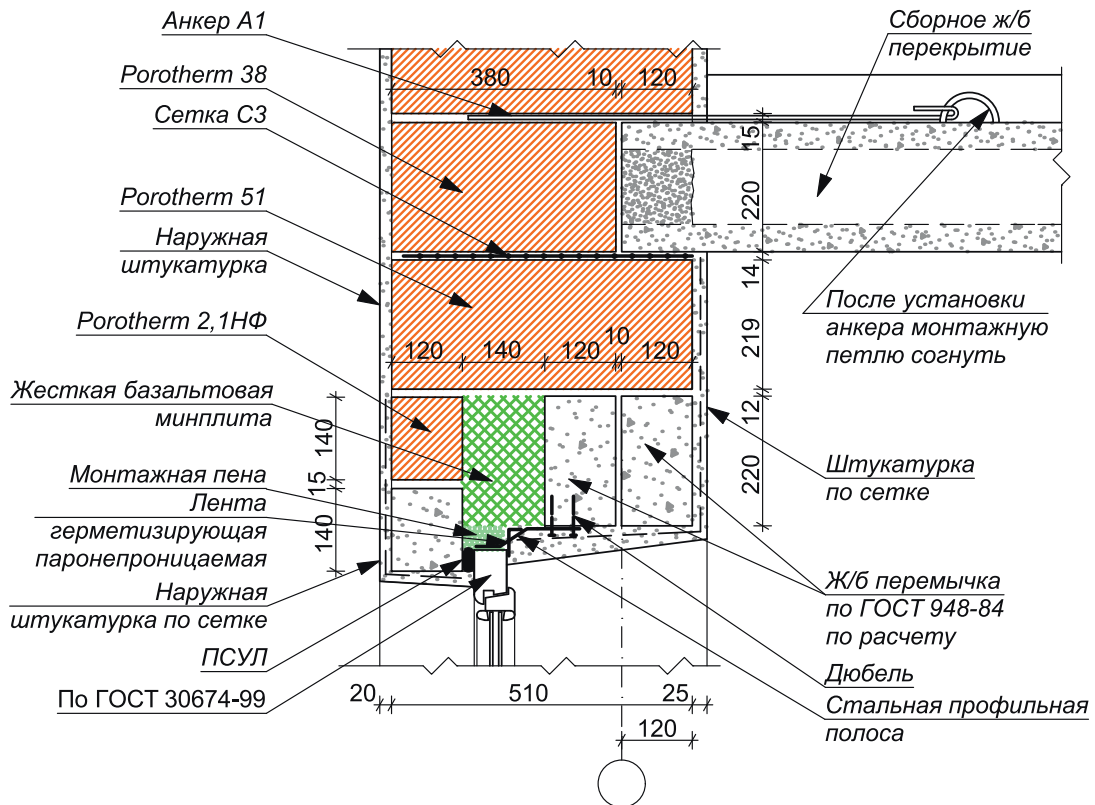 Анкер А1
Porotherm 38
Сетка С3
Porotherm 51
Наружная
штукатурка
Porotherm 2,1НФ
Жесткая базальтовая
минплита
Монтажная пена
Лента
герметизирующая
паронепроницаемая
Наружная
штукатурка по сетке
ПСУЛ
По ГОСТ 30674-99
Сборное ж/б
перекрытие
После установки
анкера монтажную
петлю согнуть
Штукатурка
по сетке
Ж/б перемычка
по ГОСТ 948-84
по расчету
Дюбель
Стальная профильная
полоса
380
10
120
15
220
14
219
12
220
120
140
120
10
120
140
15
140
20
510
25
120